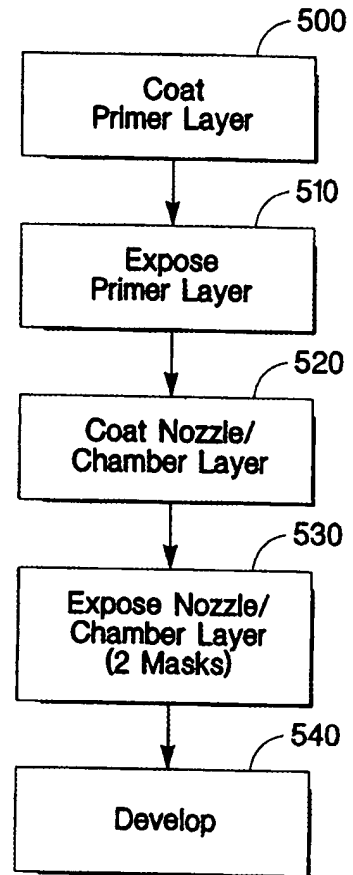 500
Coat
Primer Layer
510
Expose
Primer Layer
520
Coat Nozzle/
Chamber Layer
530
Expose Nozzle/
Chamber Layer
(2 Masks)
540
Develop